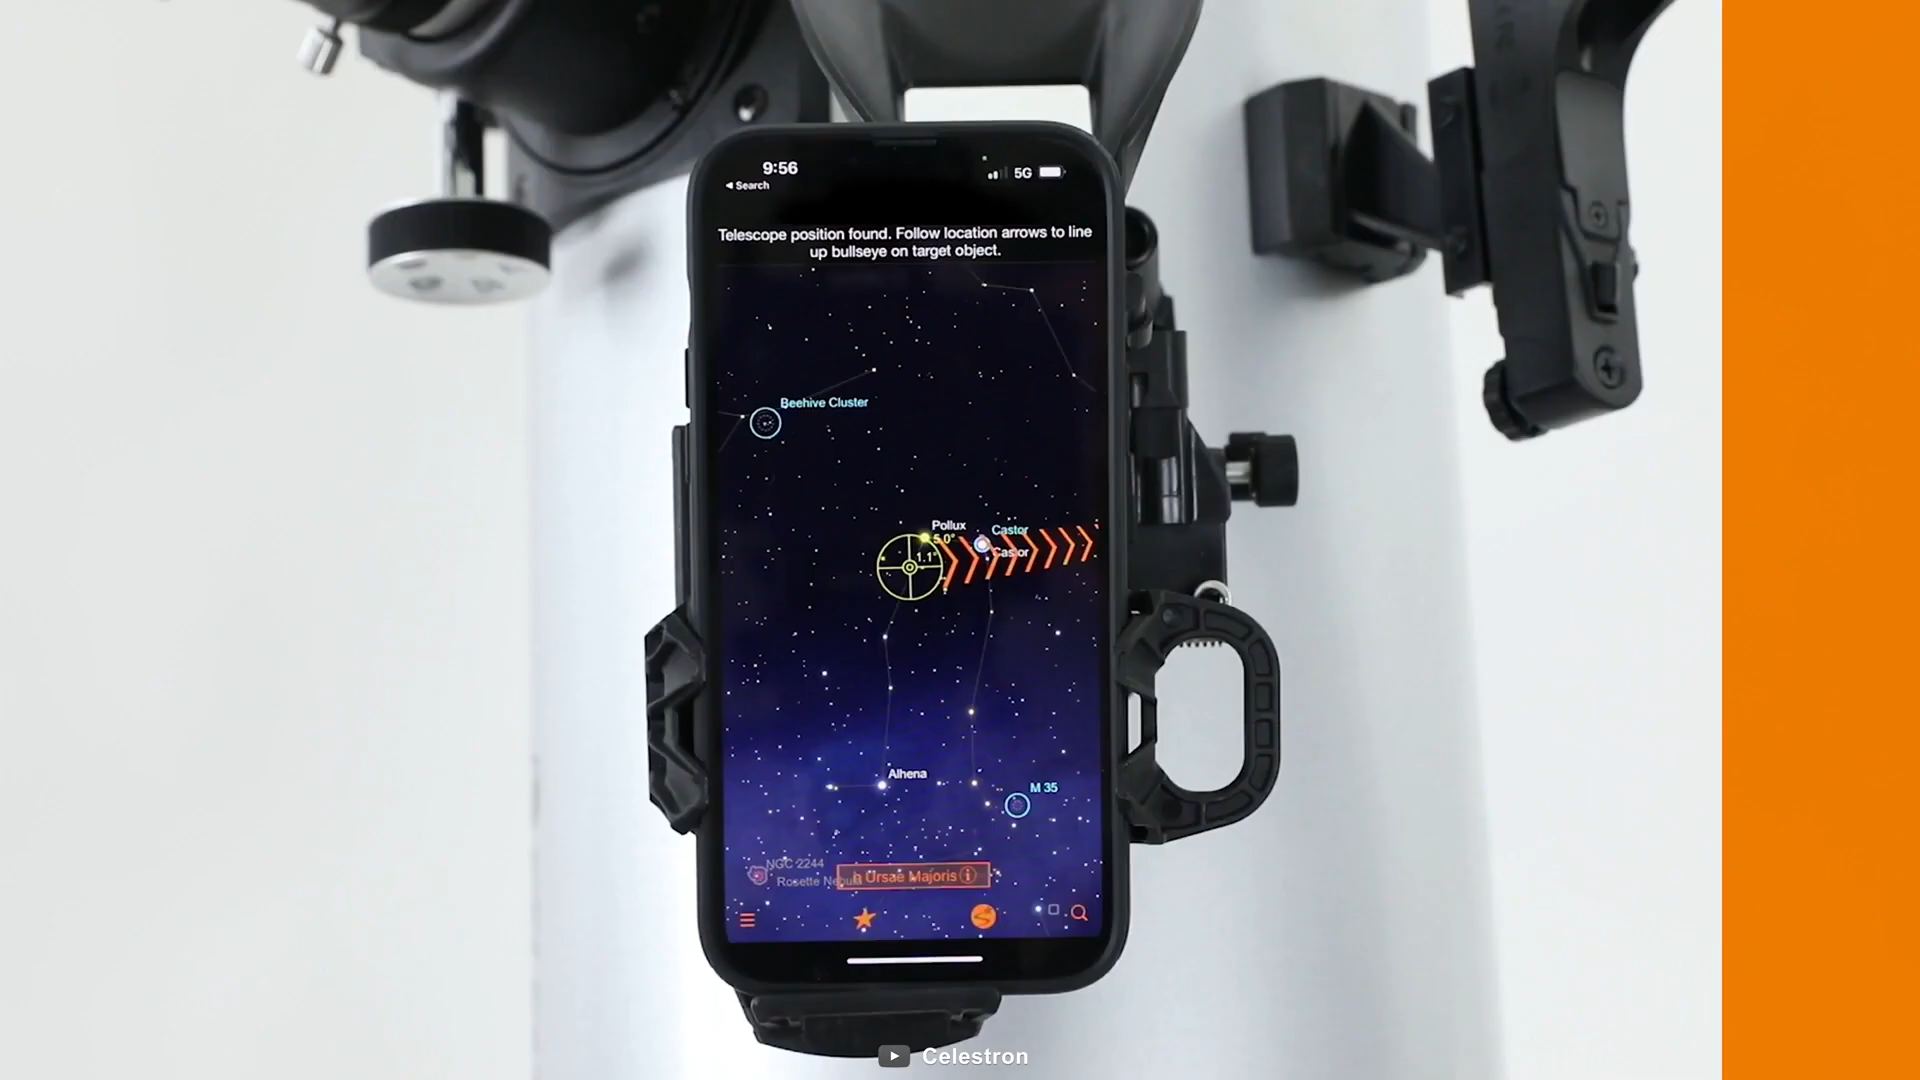 9:56
5G
Search
Telescope position found. Follow location arrows to line
up bullseye on target object.
Beehive Cluster
Pollux
Castor
5.0°
Castor
1.1°
Alhena
M 35
NGC 2244
Rosette Nebula
h Ursae Majoris
Celestron